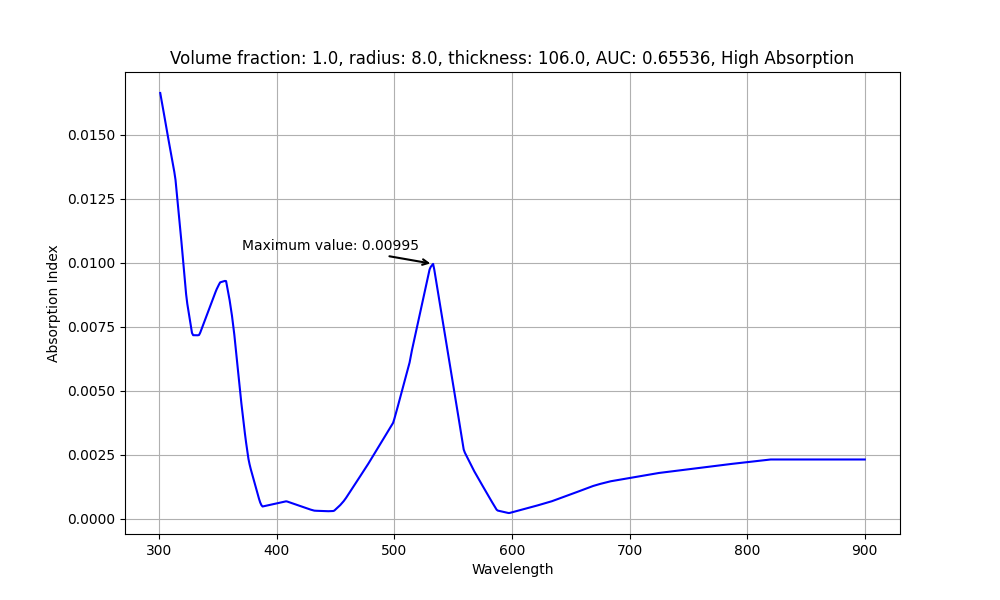 Volume fraction: 1.0, radius: 8.0, thickness: 106.0, AUC: 0.65536, High Absorption
Absorption Index
0.0150
0.0125
0.0100
0.0075
0.0050
0.0025
0.0000
Maximum value: 0.00995
300 400 500 600 700 800 900
Wavelength